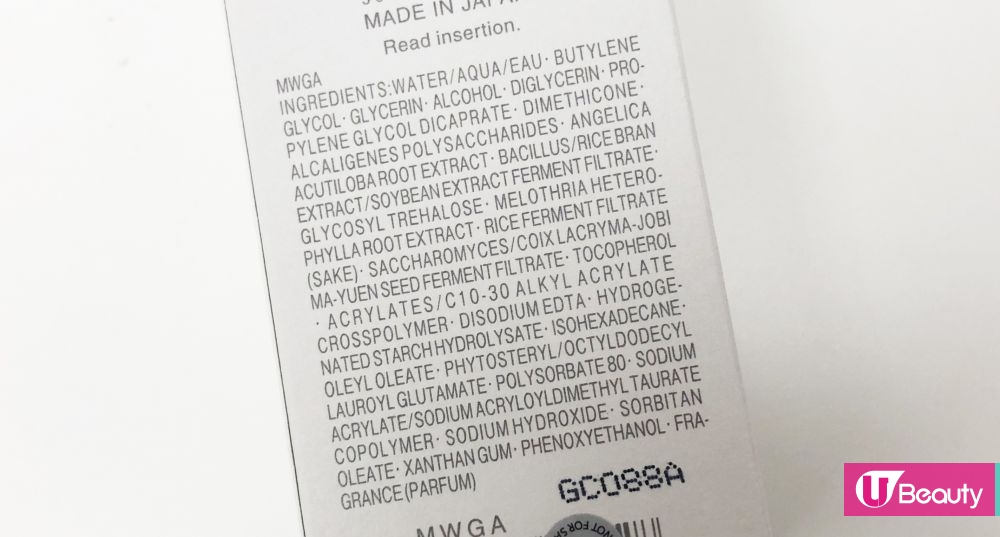 MADE IN JAPAN
Read insertion.
MWGA
INGREDIENTS:WATER/AQUA/EAU· BUTYLENE
GLYCOL· GLYCERIN· ALCOHOL· DIGLYCERIN· PRO-
PYLENE GLYCOL DICAPRATE· DIMETHICONE·
ALCALIGENES POLYSACCHARIDES· ANGELICA
ACUTILOBA ROOT EXTRACT· BACILLUS/RICE BRAN
EXTRACT/SOYBEAN EXTRACT FERMENT FILTRATE·
GLYCOSYL TREHALOSE· MELOTHRIA HETERO-
PHYLLA ROOT EXTRACT· RICE FERMENT FILTRATE
(SAKE)· SACCHAROMYCES/COIX LACRYMA-JOBI
MA-YUEN SEED FERMENT FILTRATE· TOCOPHEROL
· ACRYLATES/C10-30 ALKYL ACRYLATE
CROSSPOLYMER· DISODIUM EDTA· HYDROGE-
NATED STARCH HYDROLYSATE· ISOHEXADECANE·
OLEYL OLEATE· PHYTOSTERYL/OCTYLDODECYL
LAUROYL GLUTAMATE· POLYSORBATE 80· SODIUM
ACRYLATE/SODIUM ACRYLOYLDIMETHYL TAURATE
COPOLYMER· SODIUM HYDROXIDE· SORBITAN
OLEATE· XANTHAN GUM· PHENOXYETHANOL· FRA-
GRANCE (PARFUM)
GC088A
MWGA
NOT FOR
U Beauty